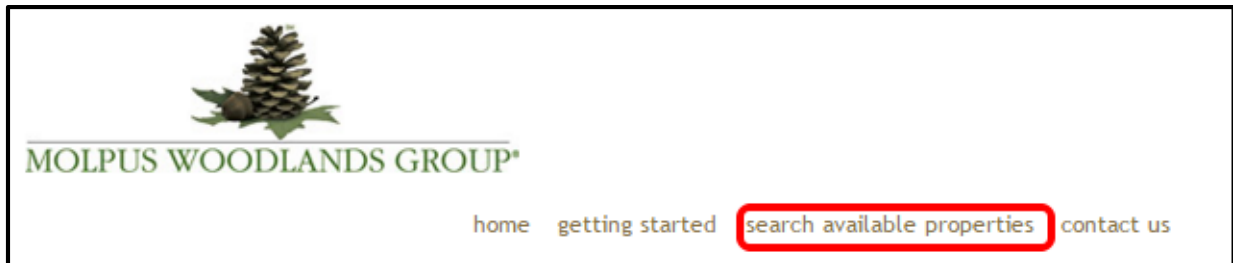 MOLPUS WOODLANDS GROUP®
home getting started search available properties contact us